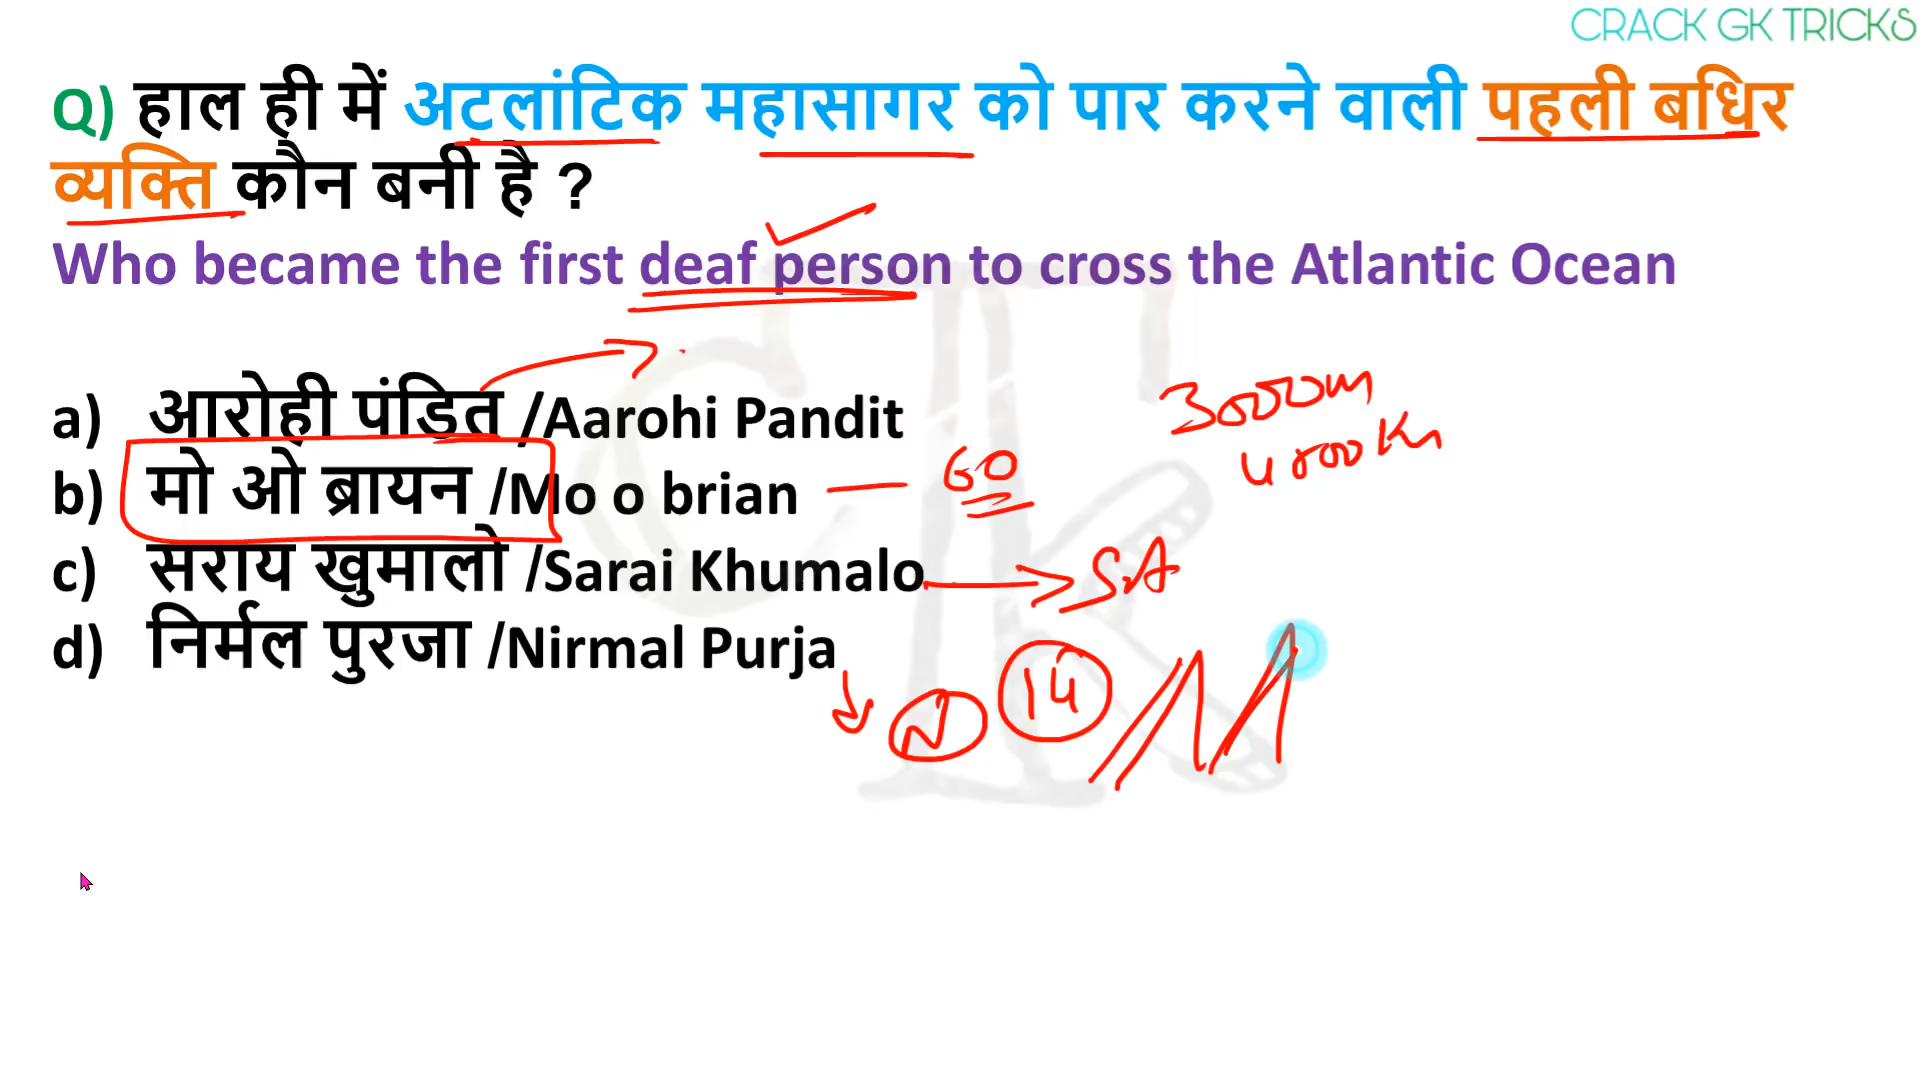 CRACK GK TRICKS
Q) हाल ही में अटलांटिक महासागर को पार करने वाली पहली बधिर
व्यक्ति कौन बनी है ?
Who became the first deaf person to cross the Atlantic Ocean
a) आरोही पंडित /Aarohi Pandit
3000m
4800 Km
b) मो ओ ब्रायन /Mo o brian — 60
c) सराय खुमालो /Sarai Khumalo → S.A
d) निर्मल पुरजा /Nirmal Purja
N 14